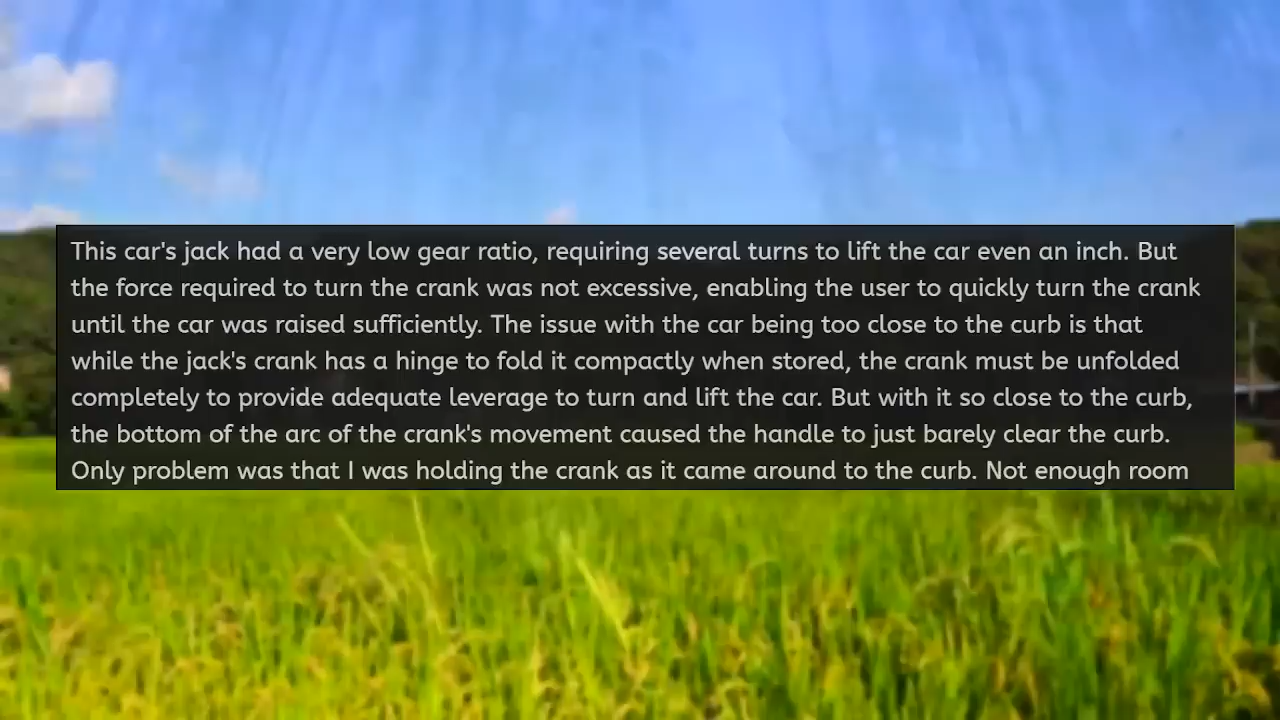 This car's jack had a very low gear ratio, requiring several turns to lift the car even an inch. But
the force required to turn the crank was not excessive, enabling the user to quickly turn the crank
until the car was raised sufficiently. The issue with the car being too close to the curb is that
while the jack's crank has a hinge to fold it compactly when stored, the crank must be unfolded
completely to provide adequate leverage to turn and lift the car. But with it so close to the curb,
the bottom of the arc of the crank's movement caused the handle to just barely clear the curb.
Only problem was that I was holding the crank as it came around to the curb. Not enough room